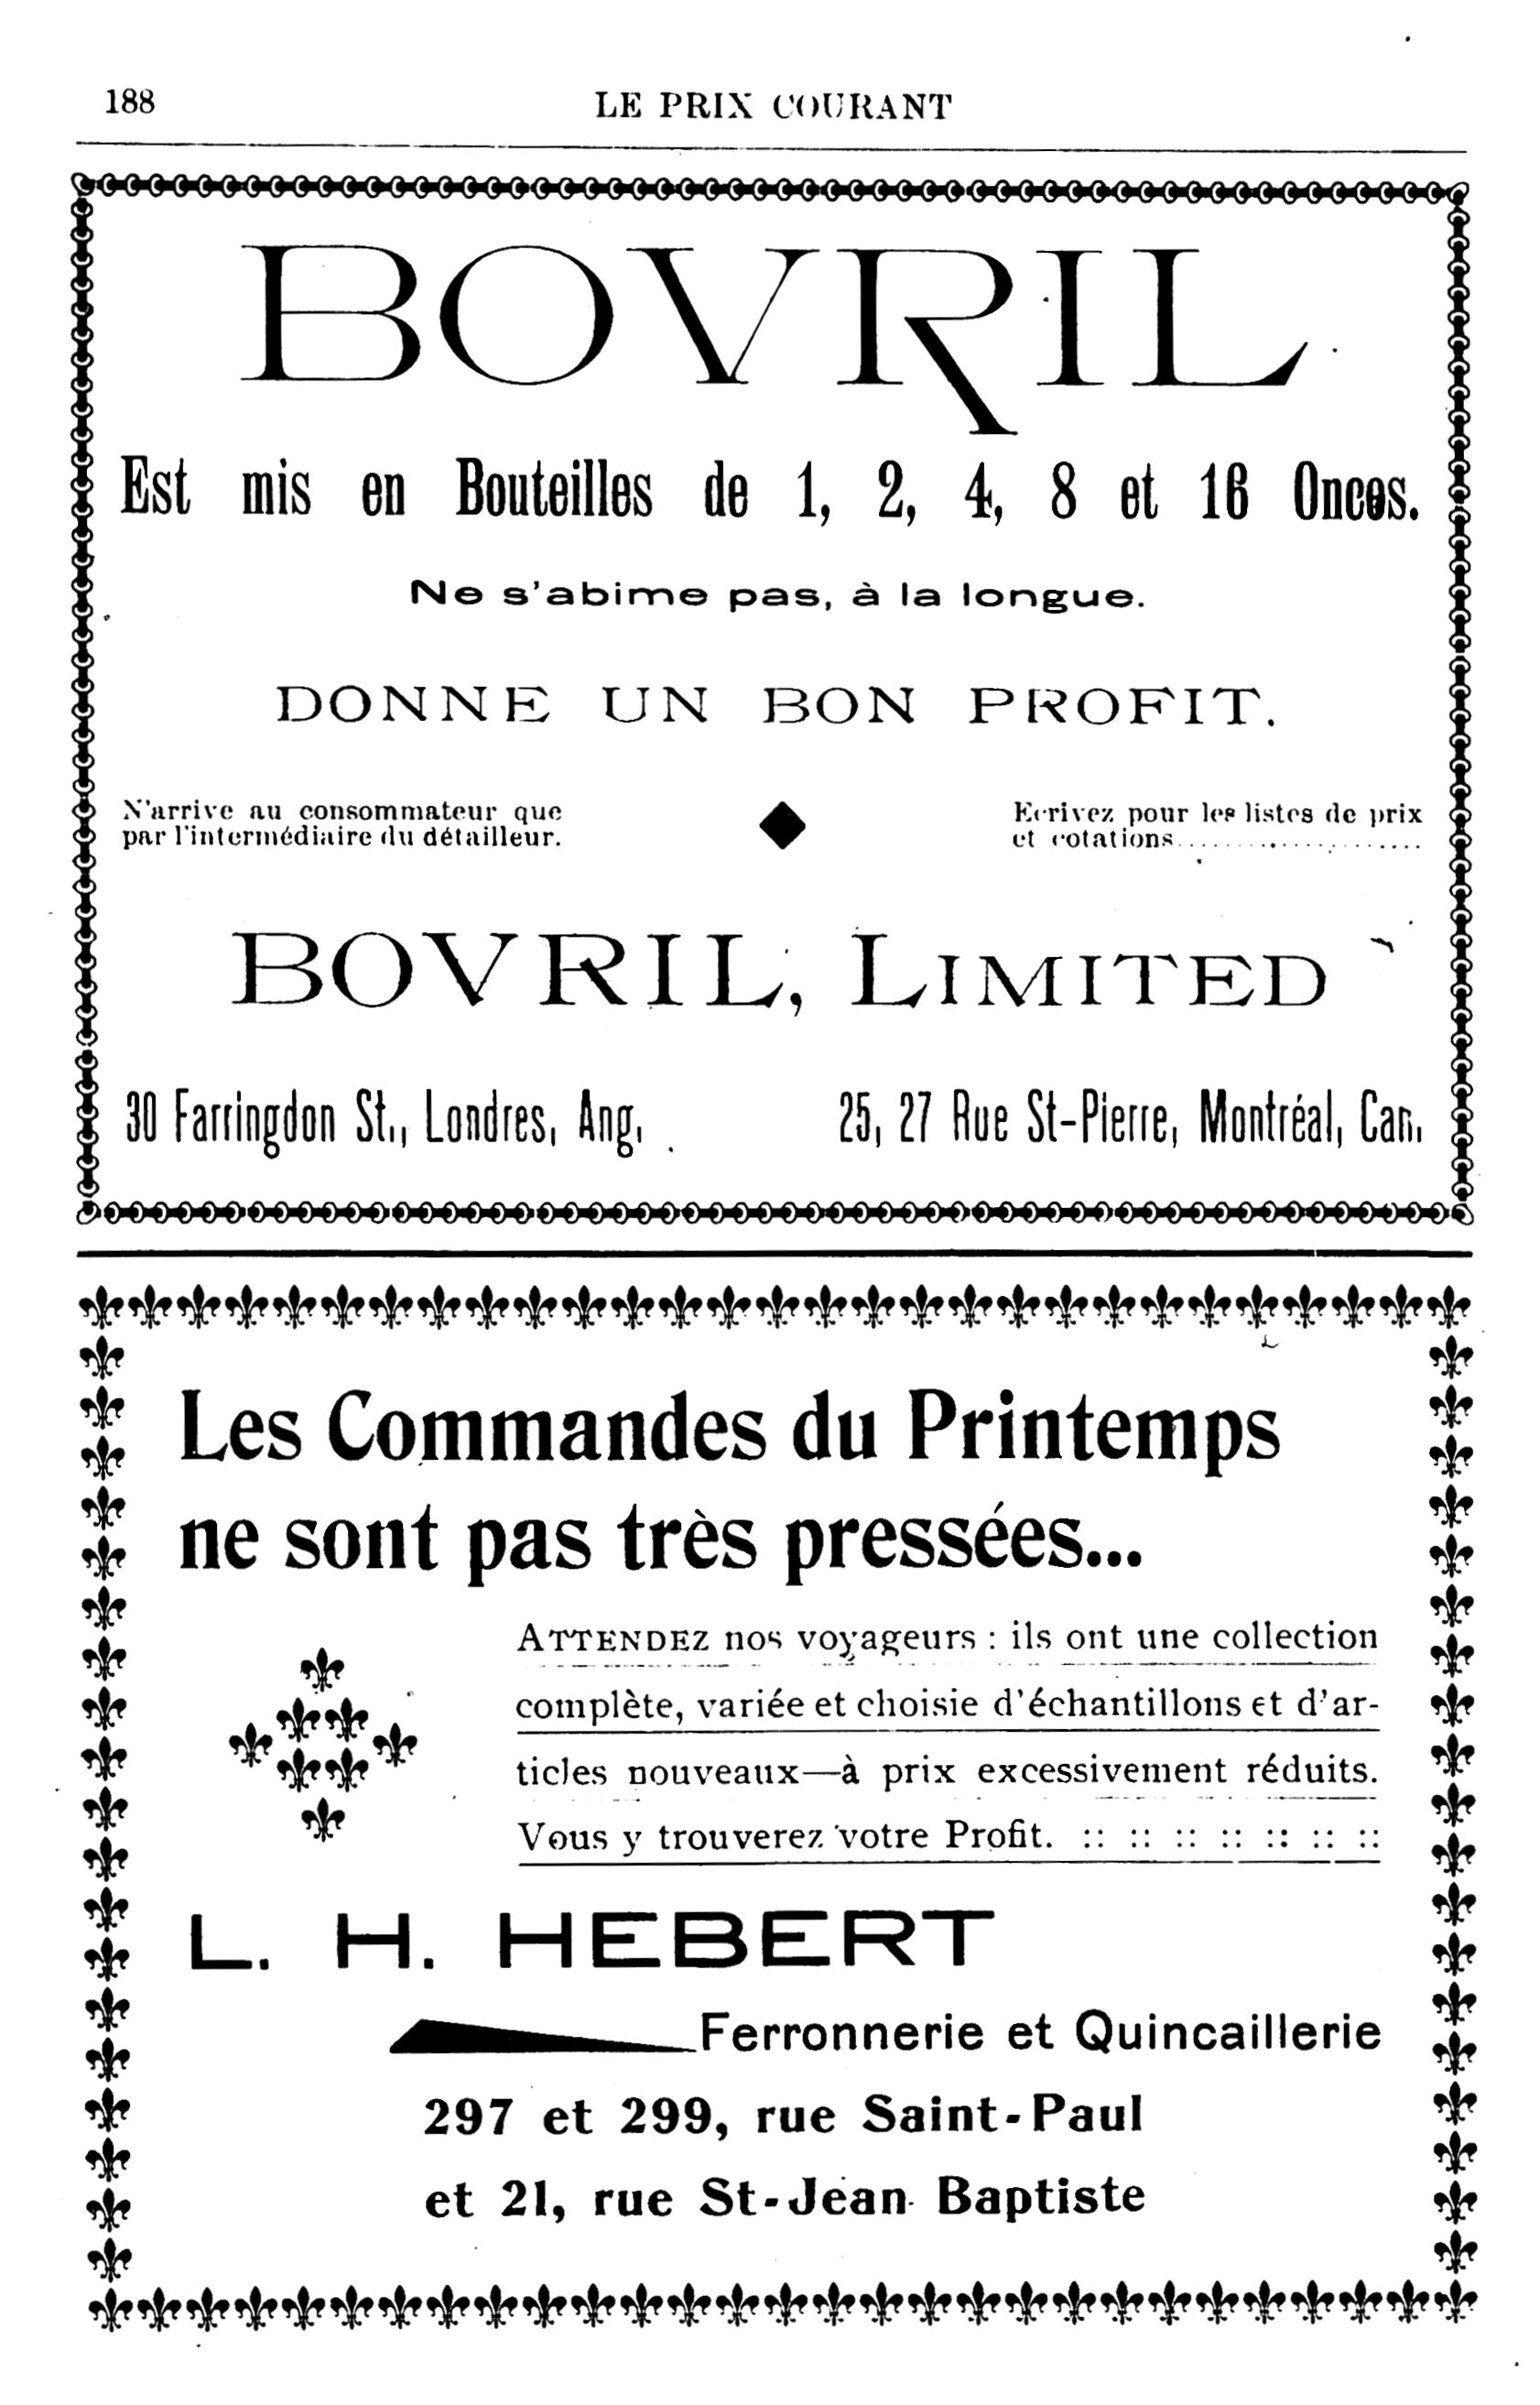 188
LE PRIX COURANT
BOVRIL
Est mis en Bouteilles de 1, 2, 4, 8 et 16 Onces.
Ne s'abime pas, à la longue.
DONNE UN BON PROFIT.
N'arrive au consommateur que
par l'intermédiaire du détailleur.
Ecrivez pour les listes de prix
et cotations......................
BOVRIL, LIMITED
30 Farringdon St., Londres, Ang.
25, 27 Rue St-Pierre, Montréal, Can.
Les Commandes du Printemps
ne sont pas très pressées...
ATTENDEZ nos voyageurs : ils ont une collection
complète, variée et choisie d'échantillons et d'ar-
ticles nouveaux—à prix excessivement réduits.
Vous y trouverez votre Profit. :: :: :: :: :: :: ::
L. H. HEBERT
Ferronnerie et Quincaillerie
297 et 299, rue Saint-Paul
et 21, rue St-Jean Baptiste